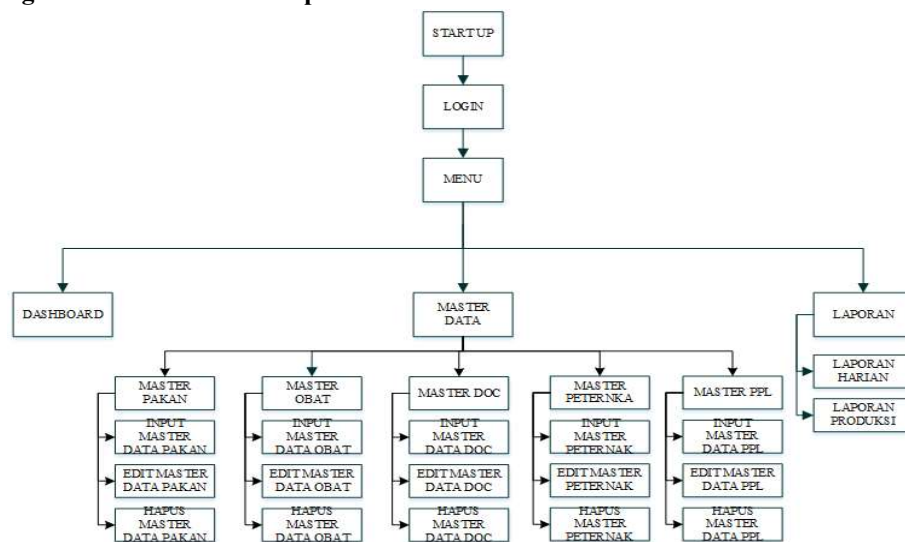 START UP
LOGIN
MENU
DASHBOARD
MASTER
DATA
LAPORAN
LAPORAN
HARIAN
LAPORAN
PRODUKSI
MASTER
PAKAN
INPUT
MASTER
DATA PAKAN
EDIT MASTER
DATA PAKAN
HAPUS
MASTER
DATA PAKAN
MASTER
OBAT
INPUT
MASTER
DATA OBAT
EDIT MASTER
DATA OBAT
HAPUS
MASTER
DATA OBAT
MASTER DOC
INPUT
MASTER
DATA DOC
EDIT MASTER
DATA DOC
HAPUS
MASTER
DATA DOC
MASTER
PETERNKA
INPUT
MASTER
PETERNAK
EDIT MASTER
PETERNAK
HAPUS
MASTER
PETERNAK
MASTER PPL
INPUT
MASTER
DATA PPL
EDIT MASTER
DATA PPL
HAPUS
MASTER
DATA PPL